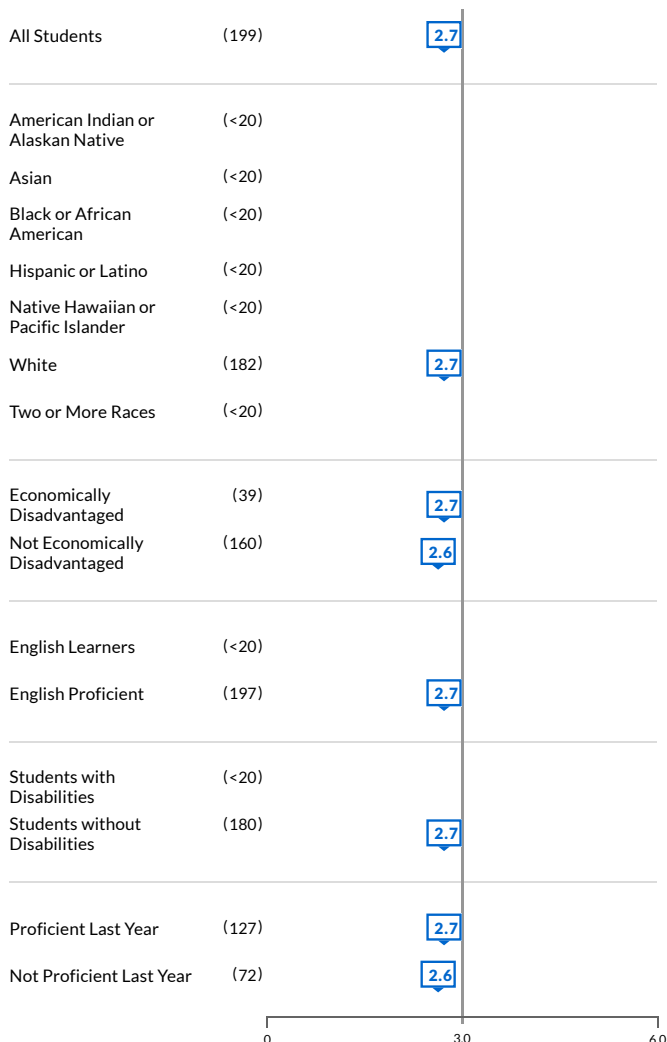 All Students (199) 2.7
American Indian or (<20)
Alaskan Native
Asian (<20)
Black or African (<20)
American
Hispanic or Latino (<20)
Native Hawaiian or (<20)
Pacific Islander
White (182) 2.7
Two or More Races (<20)
Economically (39) 2.7
Disadvantaged
Not Economically (160) 2.6
Disadvantaged
English Learners (<20)
English Proficient (197) 2.7
Students with (<20)
Disabilities
Students without (180) 2.7
Disabilities
Proficient Last Year (127) 2.7
Not Proficient Last Year (72) 2.6
0 3.0 6.0